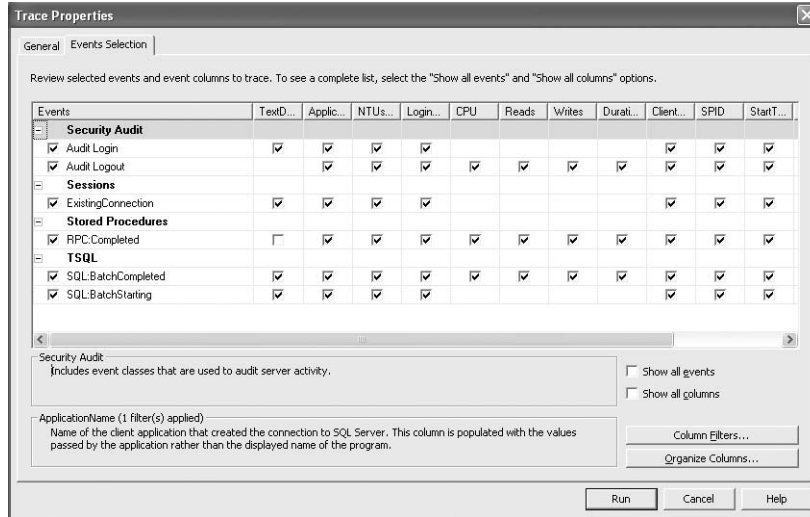 Trace Properties
General Events Selection
Review selected events and event columns to trace. To see a complete list, select the "Show all events" and "Show all columns" options.
Events TextD... Applic... NTUs... Login... CPU Reads Writes Durati... Client... SPID StartT...
Security Audit
Audit Login
Audit Logout
Sessions
ExistingConnection
Stored Procedures
RPC:Completed
TSQL
SQL:BatchCompleted
SQL:BatchStarting
Security Audit
Includes event classes that are used to audit server activity.
Show all events
Show all columns
ApplicationName (1 filter(s) applied)
Name of the client application that created the connection to SQL Server. This column is populated with the values
passed by the application rather than the displayed name of the program.
Column Filters...
Organize Columns...
Run Cancel Help